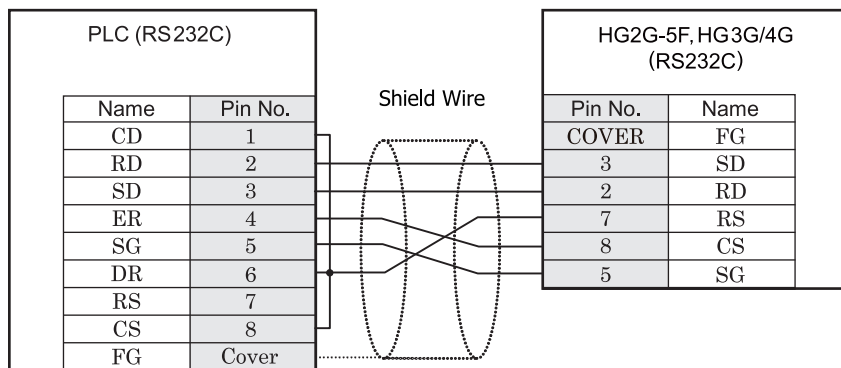 PLC (RS232C)
Name Pin No.
CD 1
RD 2
SD 3
ER 4
SG 5
DR 6
RS 7
CS 8
FG Cover
Shield Wire
HG2G-5F, HG3G/4G
(RS232C)
Pin No. Name
COVER FG
3 SD
2 RD
7 RS
8 CS
5 SG